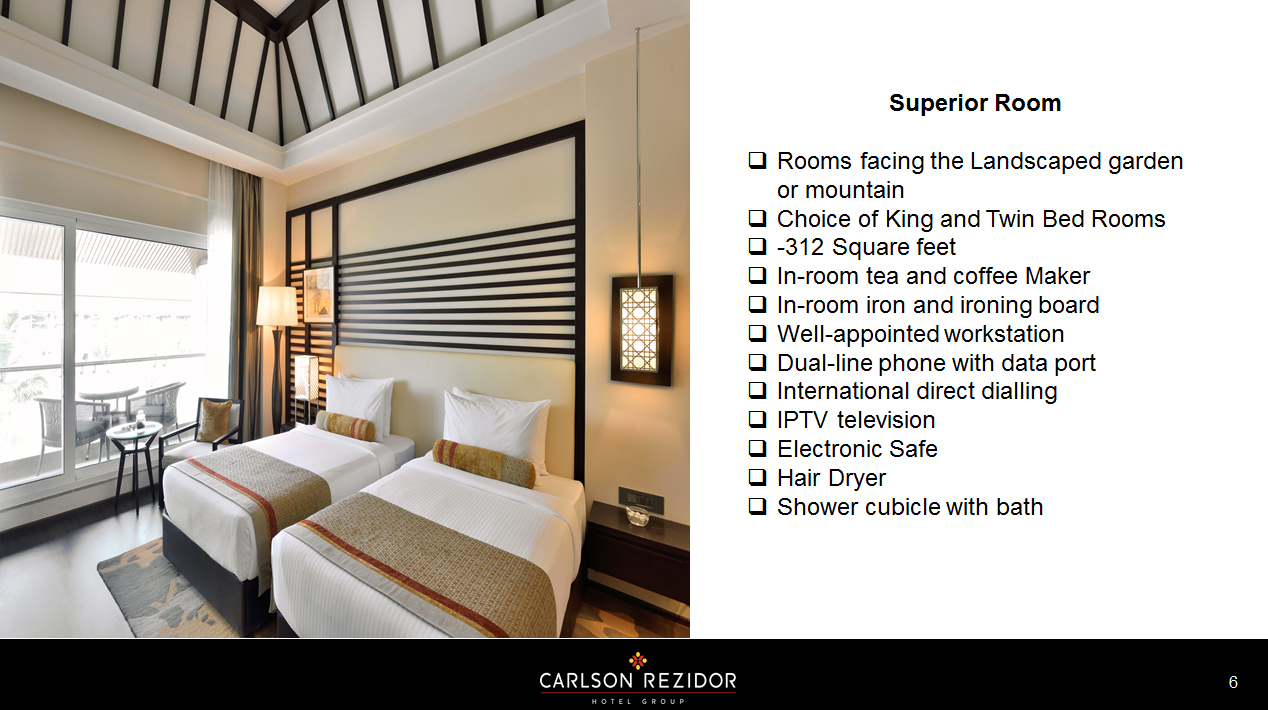 Superior Room
❑ Rooms facing the Landscaped garden
or mountain
❑ Choice of King and Twin Bed Rooms
❑ -312 Square feet
❑ In-room tea and coffee Maker
❑ In-room iron and ironing board
❑ Well-appointed workstation
❑ Dual-line phone with data port
❑ International direct dialling
❑ IPTV television
❑ Electronic Safe
❑ Hair Dryer
❑ Shower cubicle with bath
CARLSON REZIDOR
HOTEL GROUP
6